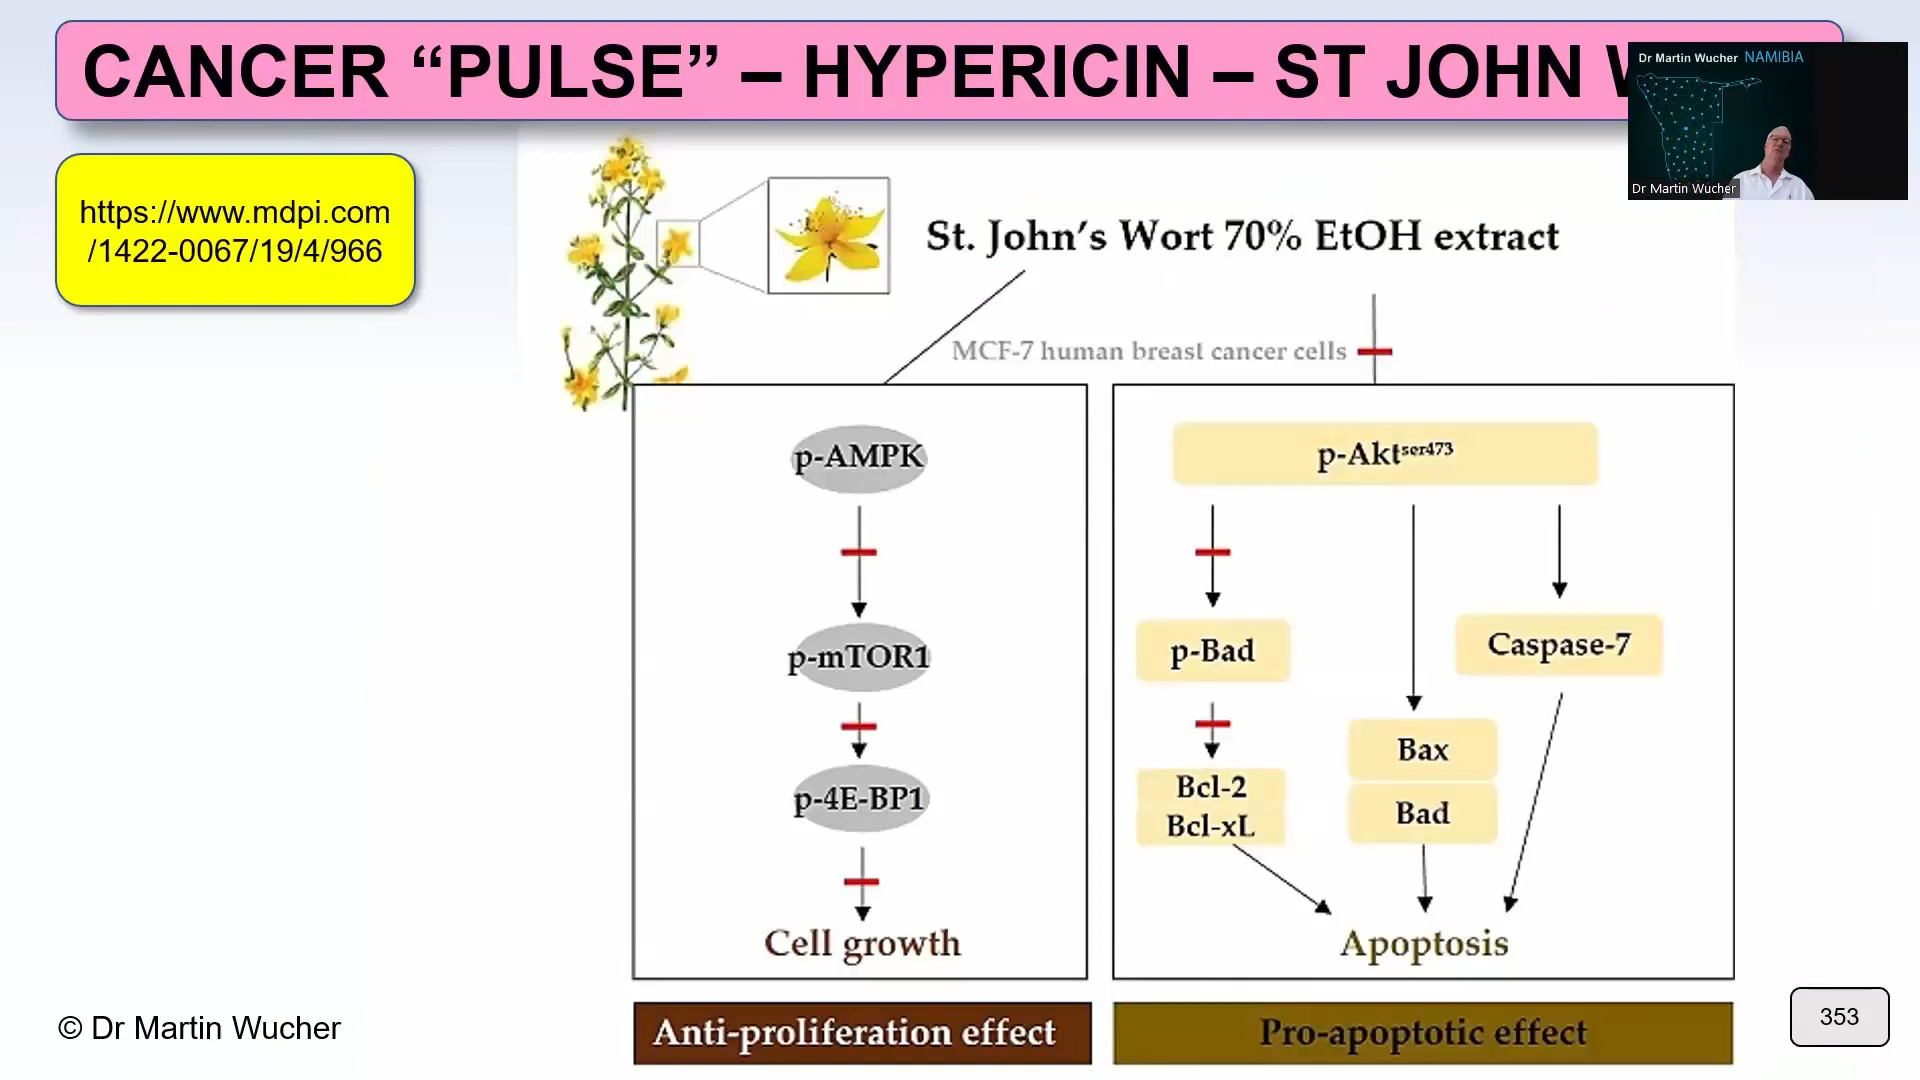 CANCER “PULSE” – HYPERICIN – ST JOHN
Dr Martin Wucher NAMIBIA
Dr Martin Wucher
https://www.mdpi.com
/1422-0067/19/4/966
St. John's Wort 70% EtOH extract
MCF-7 human breast cancer cells
p-AMPK
p-mTOR1
p-4E-BP1
Cell growth
p-Akt ser473
p-Bad
Caspase-7
Bcl-2
Bcl-xL
Bax
Bad
Apoptosis
Anti-proliferation effect
Pro-apoptotic effect
© Dr Martin Wucher
353